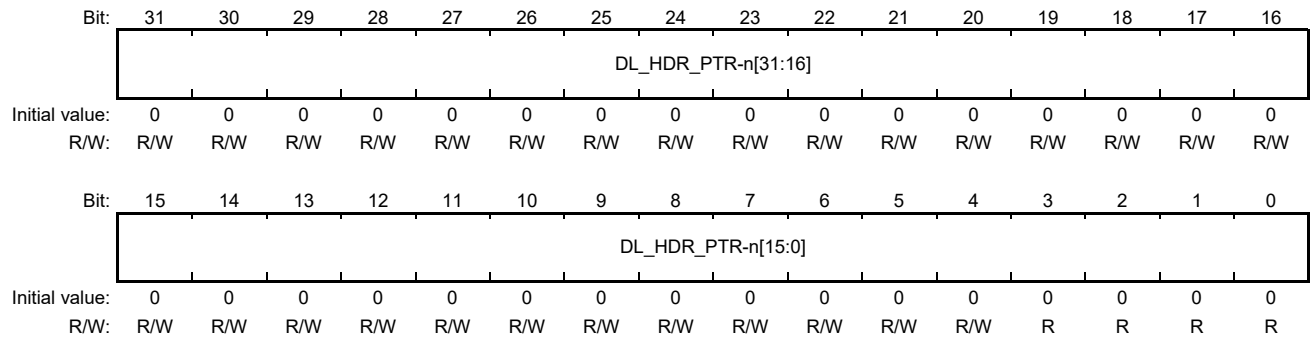 Bit: 31 30 29 28 27 26 25 24 23 22 21 20 19 18 17 16
DL_HDR_PTR-n[31:16]
Initial value: 0 0 0 0 0 0 0 0 0 0 0 0 0 0 0 0
R/W: R/W R/W R/W R/W R/W R/W R/W R/W R/W R/W R/W R/W R/W R/W R/W R/W
Bit: 15 14 13 12 11 10 9 8 7 6 5 4 3 2 1 0
DL_HDR_PTR-n[15:0]
Initial value: 0 0 0 0 0 0 0 0 0 0 0 0 0 0 0 0
R/W: R/W R/W R/W R/W R/W R/W R/W R/W R/W R/W R/W R/W R R R R